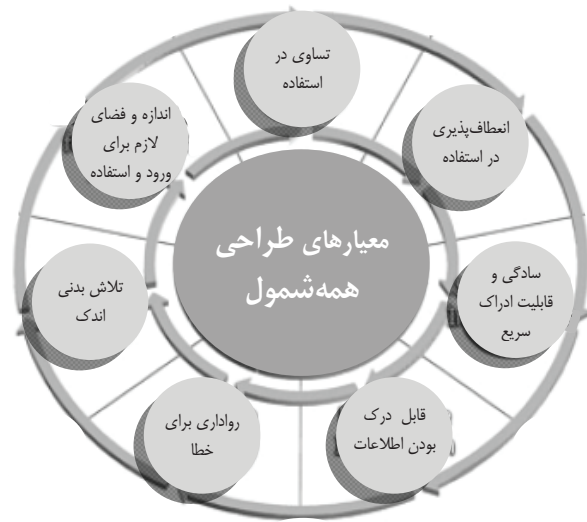 تساوی در
استفاده
انعطاف‌پذیری
در استفاده
سادگی و
قابلیت ادراک
سریع
قابل درک
بودن اطلاعات
رواداری برای
خطا
تلاش بدنی
اندک
اندازه و فضای
لازم برای
ورود و استفاده
معیارهای طراحی
همه‌شمول